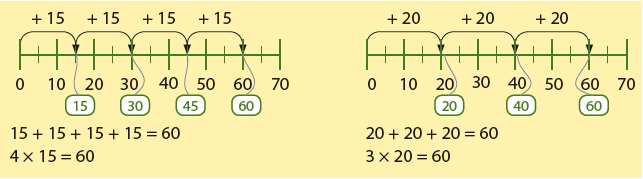 + 15 + 15 + 15 + 15
0 10 20 30 40 50 60 70
15 30 45 60
15 + 15 + 15 + 15 = 60
4 × 15 = 60
+ 20 + 20 + 20
0 10 20 30 40 50 60 70
20 40 60
20 + 20 + 20 = 60
3 × 20 = 60